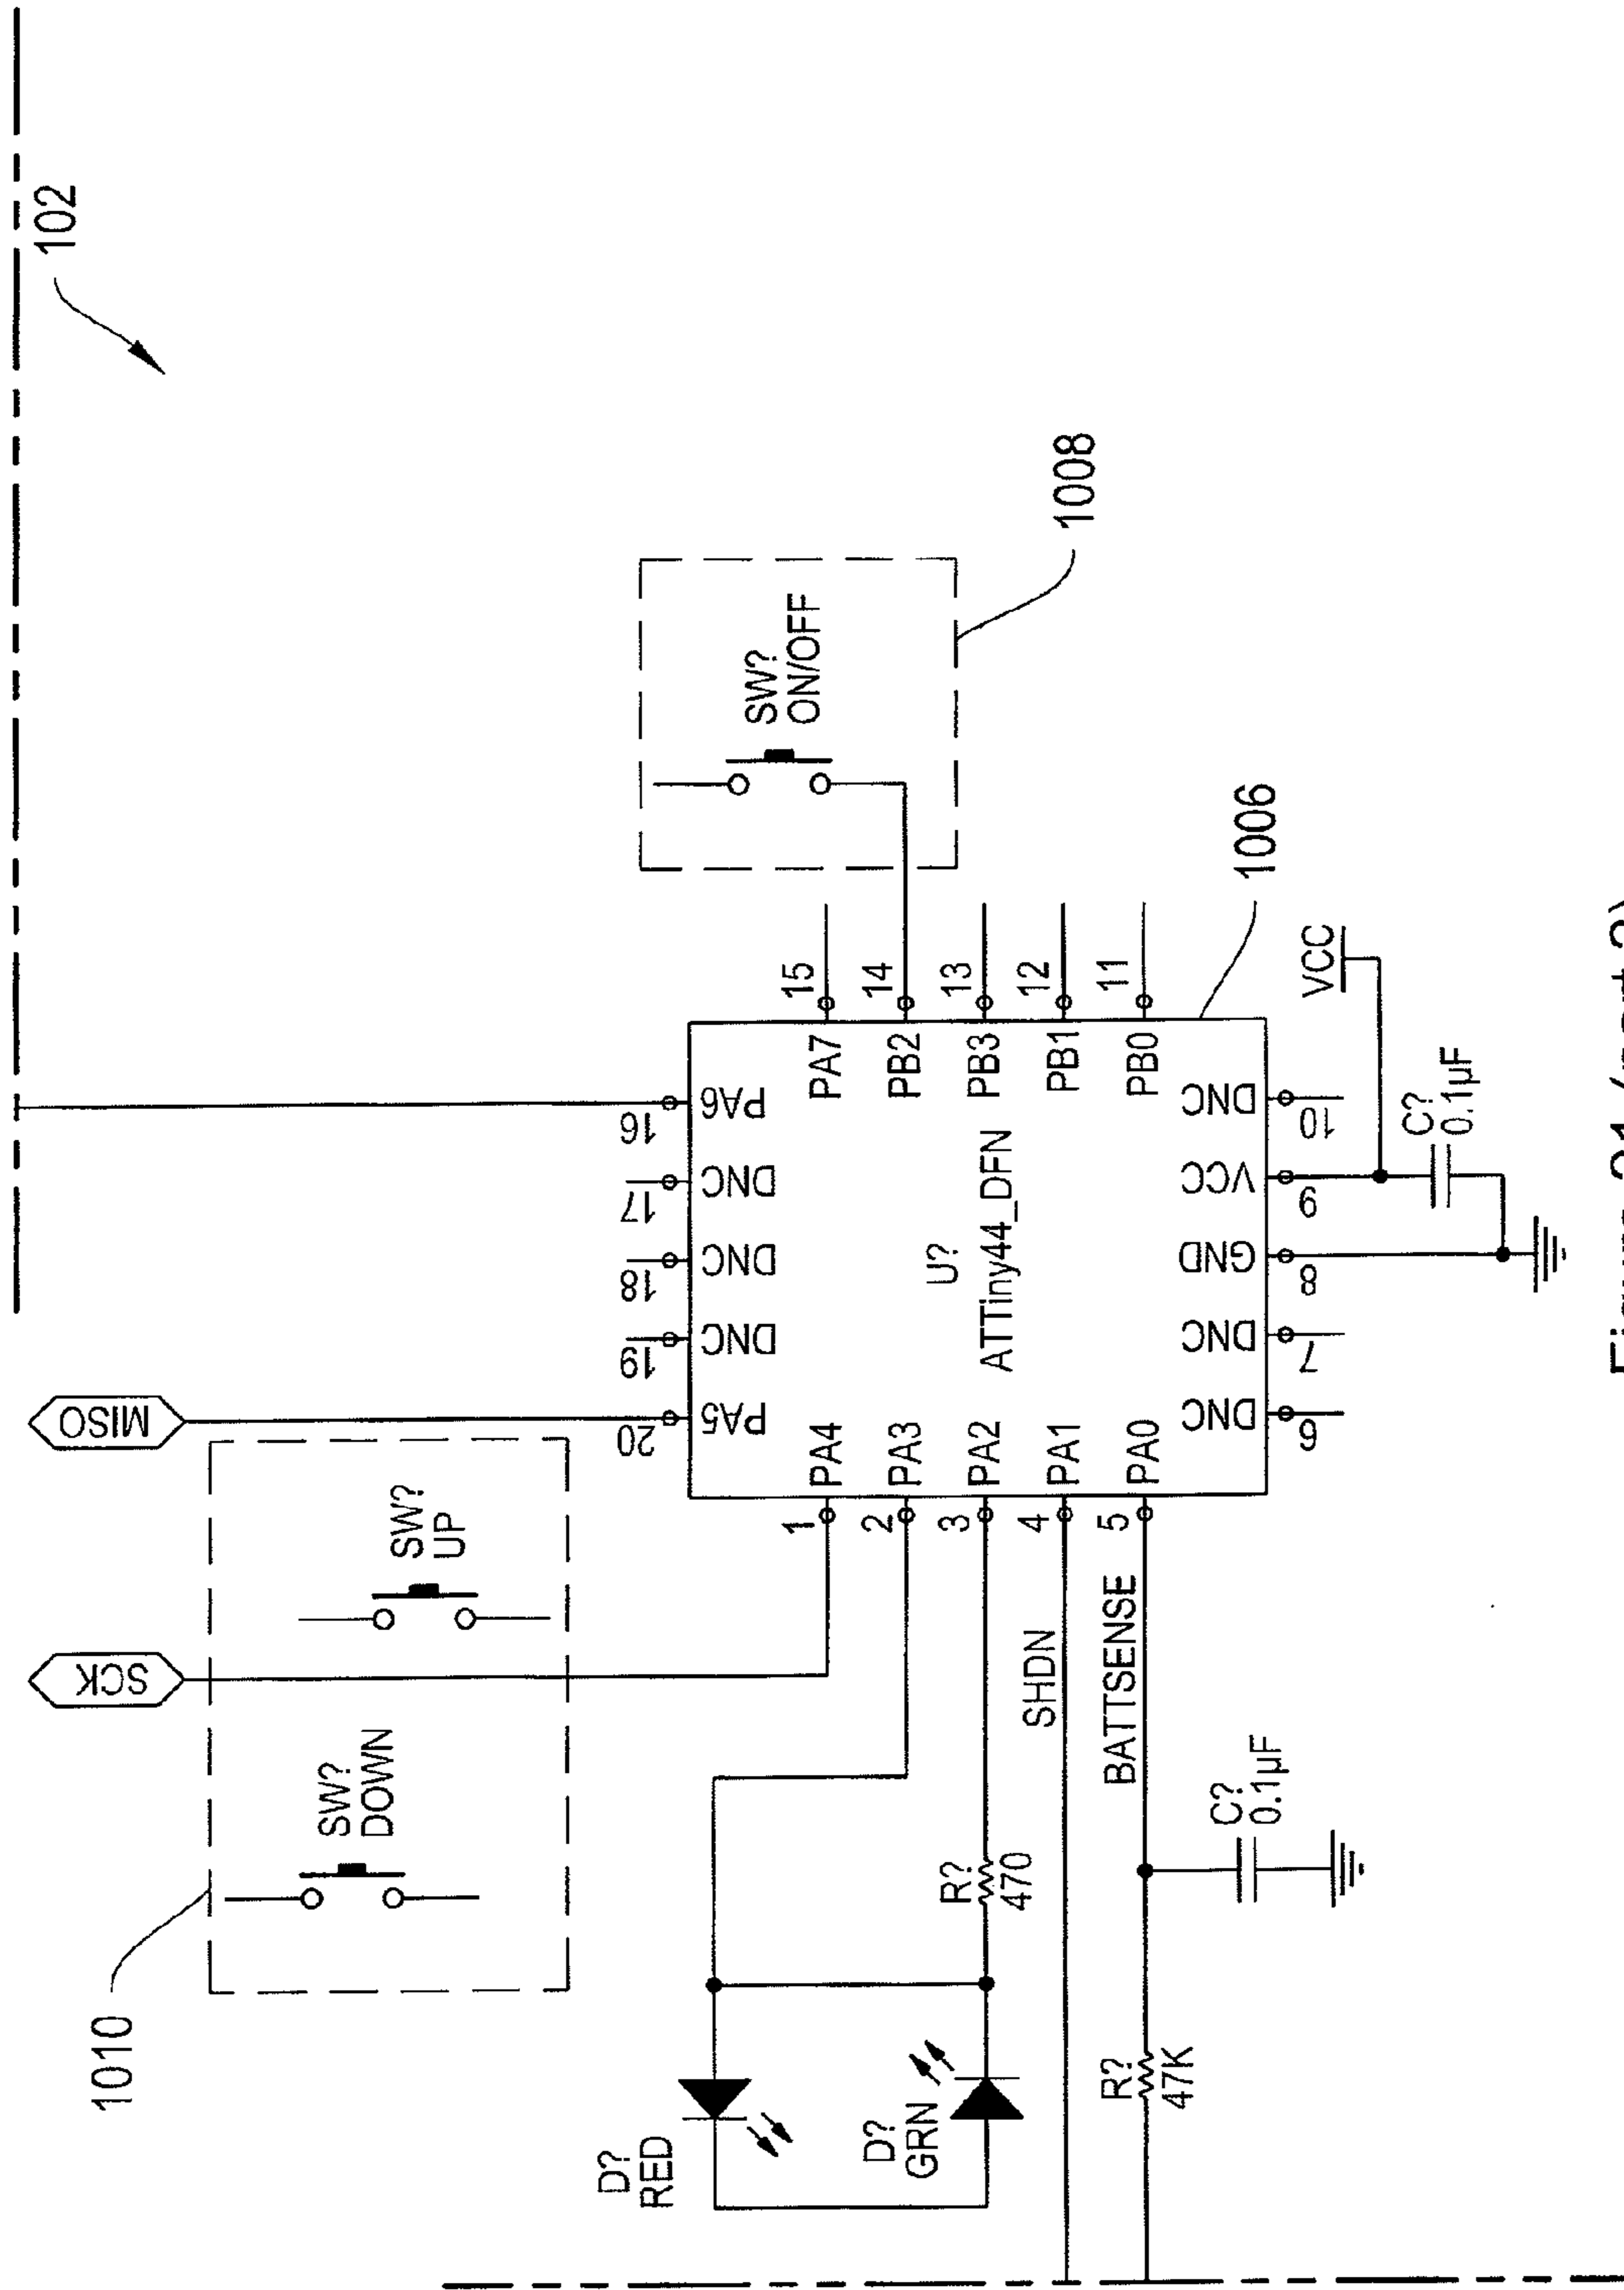 102
1010
SW?
DOWN
SCK
SW?
UP
MISO
SW?
ON/OFF
1008
D?
RED
D?
GRN
R?
470
SHDN
BATTSENSE
R?
47K
C?
0.1µF
1 PA4
2 PA3
3 PA2
4 PA1
5 PA0
20 PA5
19 DNC
18 DNC
17 DNC
16 PA6
PA7 15
PB2 14
PB3 13
PB1 12
PB0 11
U?
ATTiny44_DFN
DNC 6
DNC 7
GND 8
VCC 9
DNC 10
1006
VCC
C?
0.1µF